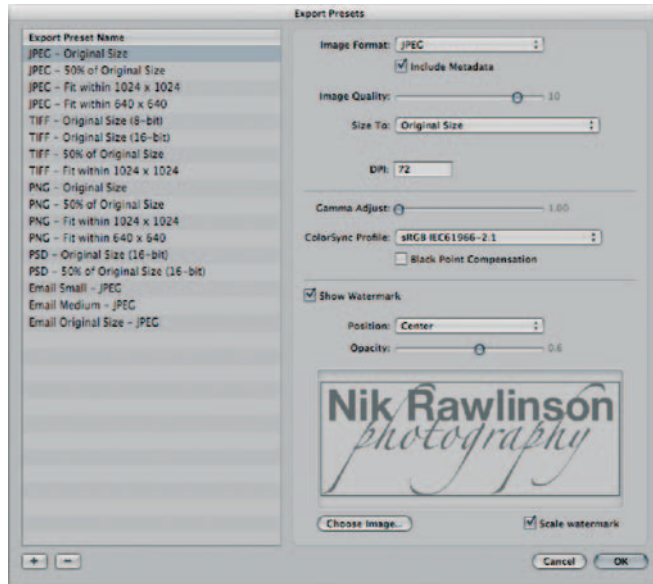 Export Presets
Export Preset Name
JPEG – Original Size
JPEG – 50% of Original Size
JPEG – Fit within 1024 x 1024
JPEG – Fit within 640 x 640
TIFF – Original Size (8-bit)
TIFF – Original Size (16-bit)
TIFF – 50% of Original Size
TIFF – Fit within 1024 x 1024
PNG – Original Size
PNG – 50% of Original Size
PNG – Fit within 1024 x 1024
PNG – Fit within 640 x 640
PSD – Original Size (16-bit)
PSD – 50% of Original Size (16-bit)
Email Small – JPEG
Email Medium – JPEG
Email Original Size – JPEG
Image Format: JPEG
Include Metadata
Image Quality: 10
Size To: Original Size
DPI: 72
Gamma Adjust: 1.00
ColorSync Profile: sRGB IEC61966-2.1
Black Point Compensation
Show Watermark
Position: Center
Opacity: 0.6
Nik Rawlinson
photography
Choose Image... Scale watermark
+ − Cancel OK